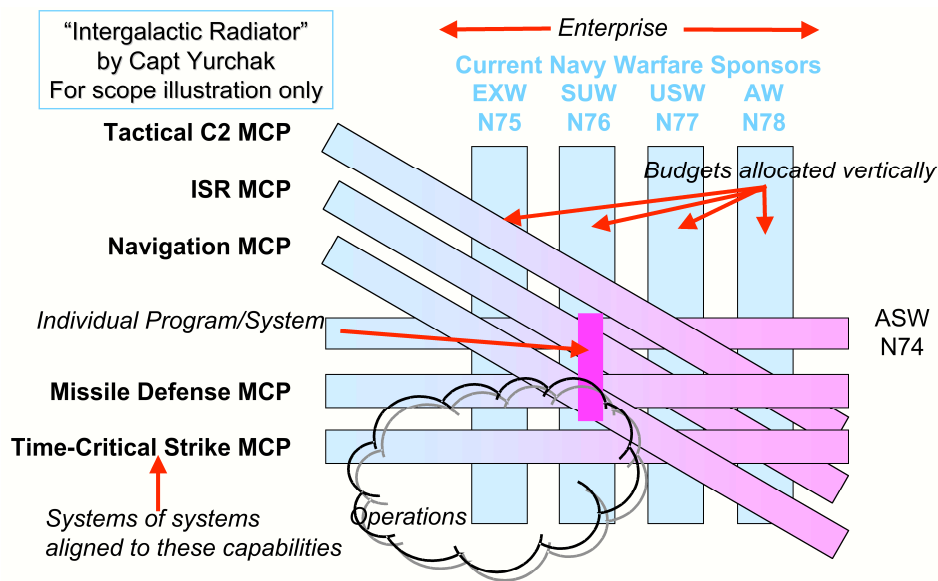 “Intergalactic Radiator”
by Capt Yurchak
For scope illustration only
Enterprise
Current Navy Warfare Sponsors
EXW SUW USW AW
N75 N76 N77 N78
Tactical C2 MCP
Budgets allocated vertically
ISR MCP
Navigation MCP
Individual Program/System
ASW
N74
Missile Defense MCP
Time-Critical Strike MCP
Systems of systems
aligned to these capabilities
Operations